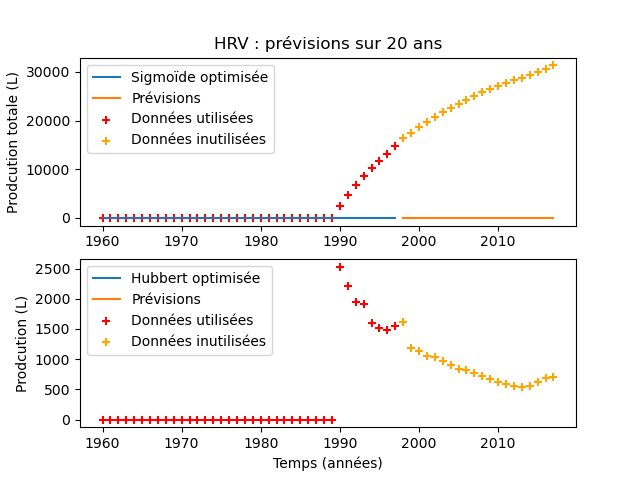 HRV : prévisions sur 20 ans
Prodcution totale (L)
30000
20000
10000
0
Sigmoïde optimisée
Prévisions
Données utilisées
Données inutilisées
1960 1970 1980 1990 2000 2010
Prodcution (L)
2500
2000
1500
1000
500
0
Hubbert optimisée
Prévisions
Données utilisées
Données inutilisées
1960 1970 1980 1990 2000 2010
Temps (années)